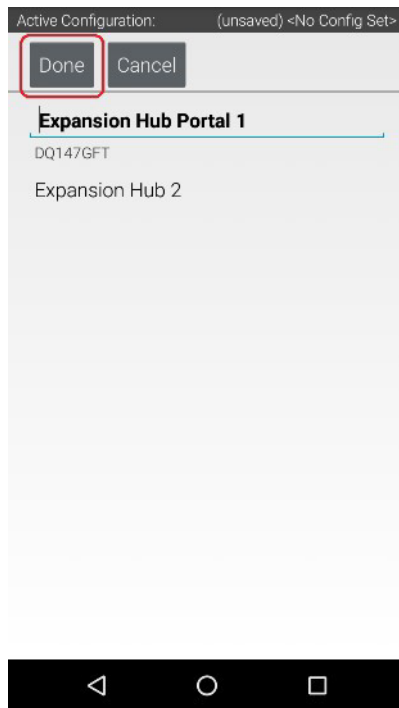 Active Configuration: (unsaved) <No Config Set>
Done Cancel
Expansion Hub Portal 1
DQ147GFT
Expansion Hub 2